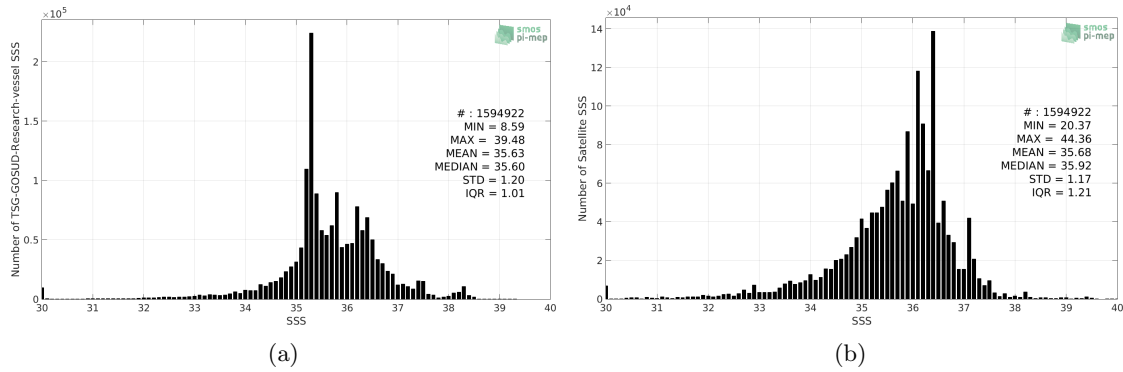 ×10^5
smos
pi-mep
Number of TSG-GOSUD-Research-vessel SSS
2
1.5
1
0.5
0
# : 1594922
MIN = 8.59
MAX = 39.48
MEAN = 35.63
MEDIAN = 35.60
STD = 1.20
IQR = 1.01
30 31 32 33 34 35 36 37 38 39 40
SSS
(a)
×10^4
smos
pi-mep
Number of Satellite SSS
14
12
10
8
6
4
2
0
# : 1594922
MIN = 20.37
MAX = 44.36
MEAN = 35.68
MEDIAN = 35.92
STD = 1.17
IQR = 1.21
30 31 32 33 34 35 36 37 38 39 40
SSS
(b)